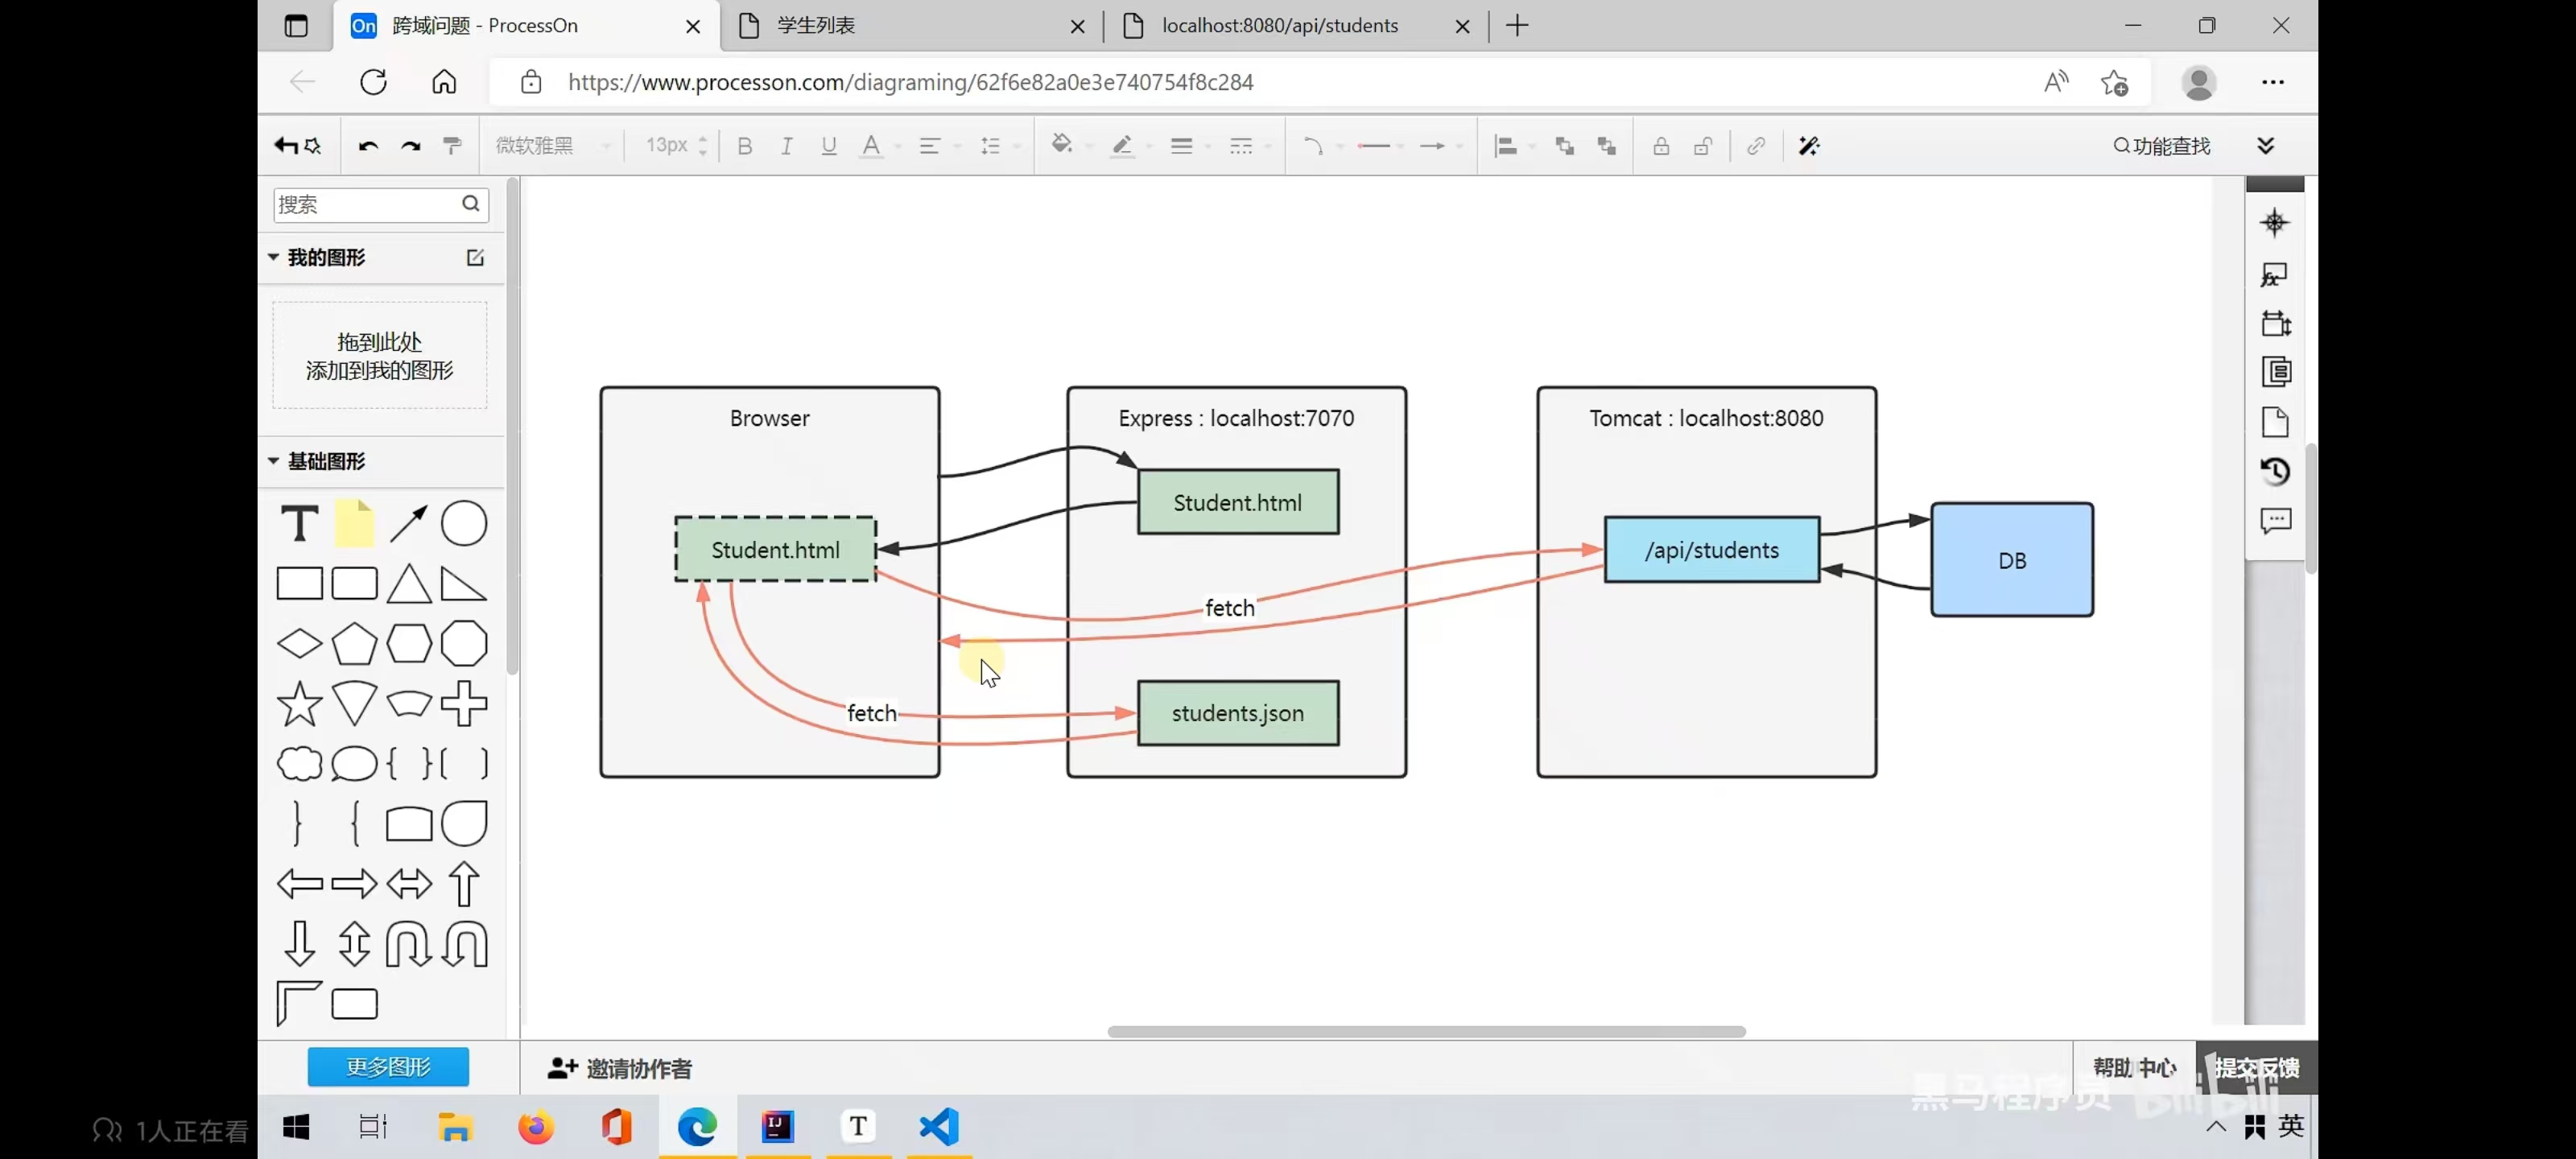 On 跨域问题 - ProcessOn
学生列表
localhost:8080/api/students
https://www.processon.com/diagraming/62f6e82a0e3e740754f8c284
微软雅黑
13px
B I U A
功能查找
搜索
我的图形
拖到此处
添加到我的图形
基础图形
T
Browser
Express : localhost:7070
Tomcat : localhost:8080
Student.html
Student.html
/api/students
DB
fetch
fetch
students.json
更多图形
邀请协作者
帮助中心
提交反馈
黑马程序员 bilibili
1人正在看
IJ
T
英